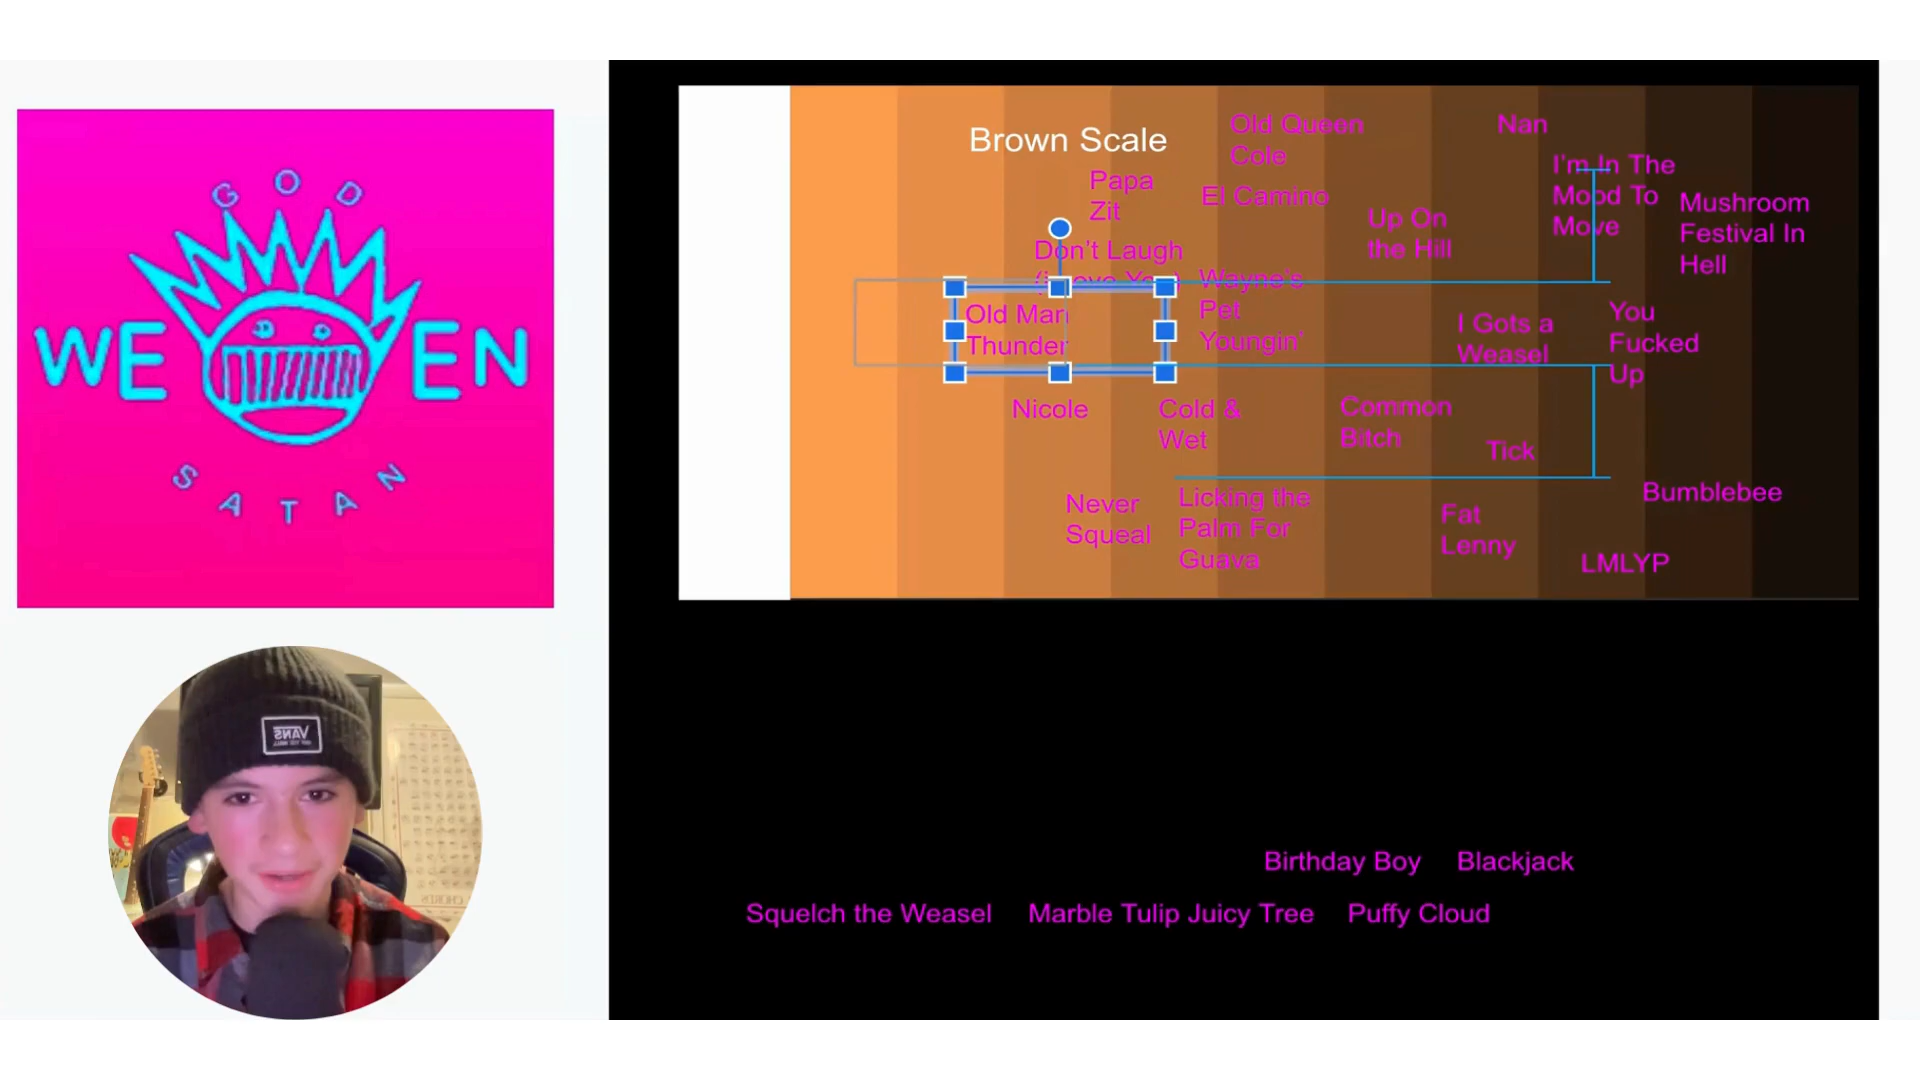 GOD
WEEN
SATAN
VANS
Brown Scale
Old Queen
Cole
Nan
Papa
Zit
El Camino
Up On
the Hill
I'm In The
Mood To
Move
Mushroom
Festival In
Hell
Don't Laugh
(i Love You)
Wayne's
Pet
Youngin'
Old Man
Thunder
I Gots a
Weasel
You
Fucked
Up
Nicole
Cold &
Wet
Common
Bitch
Tick
Never
Squeal
Licking the
Palm For
Guava
Fat
Lenny
Bumblebee
LMLYP
Birthday Boy
Blackjack
Squelch the Weasel
Marble Tulip Juicy Tree
Puffy Cloud